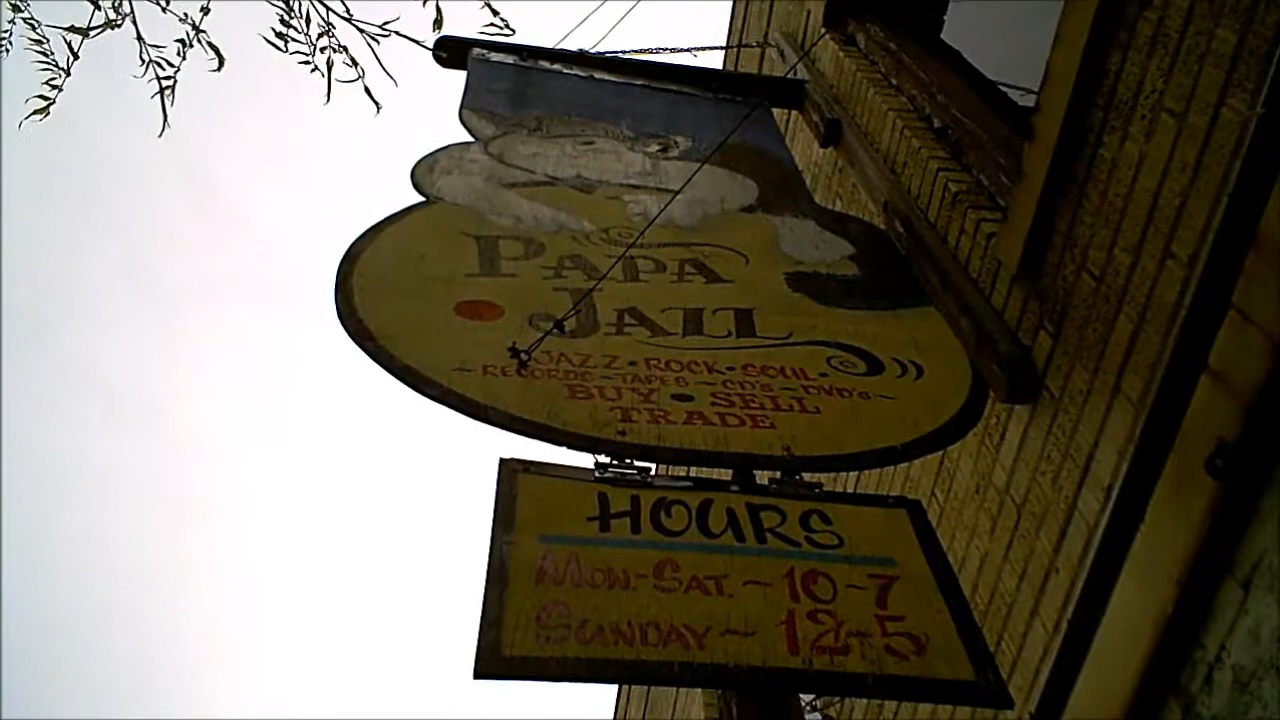 PAPA
JAZZ
JAZZ • ROCK • SOUL •
~ RECORDS ~ TAPES ~ CD's ~ DVD's ~
BUY • SELL
TRADE
HOURS
MON.-SAT. ~ 10-7
SUNDAY ~ 12-5